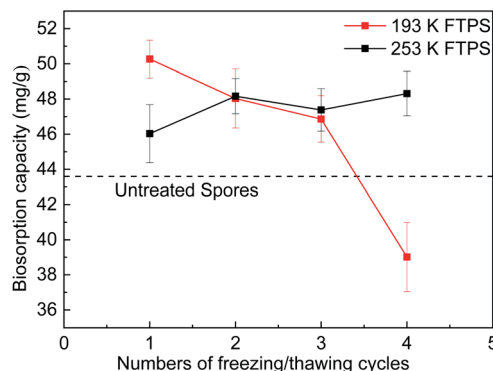 52
50
48
46
44
42
40
38
36
Biosorption capacity (mg/g)
193 K FTPS
253 K FTPS
Untreated Spores
0 1 2 3 4 5
Numbers of freezing/thawing cycles